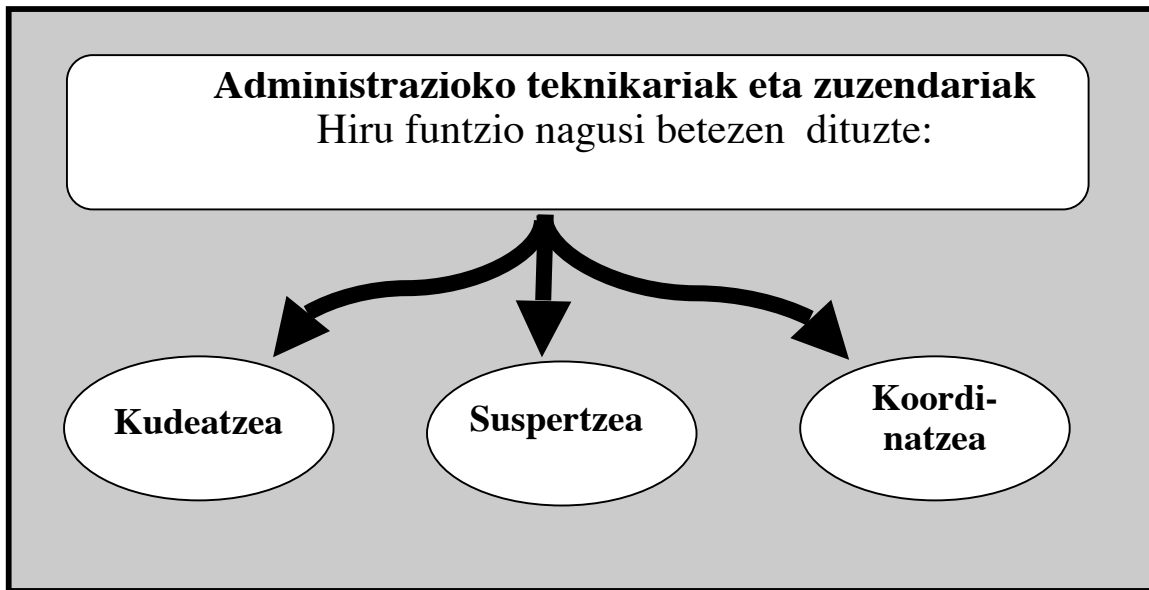 Administrazioko teknikariak eta zuzendariak
Hiru funtzio nagusi betezen dituzte:
Kudeatzea
Suspertzea
Koordi-
natzea